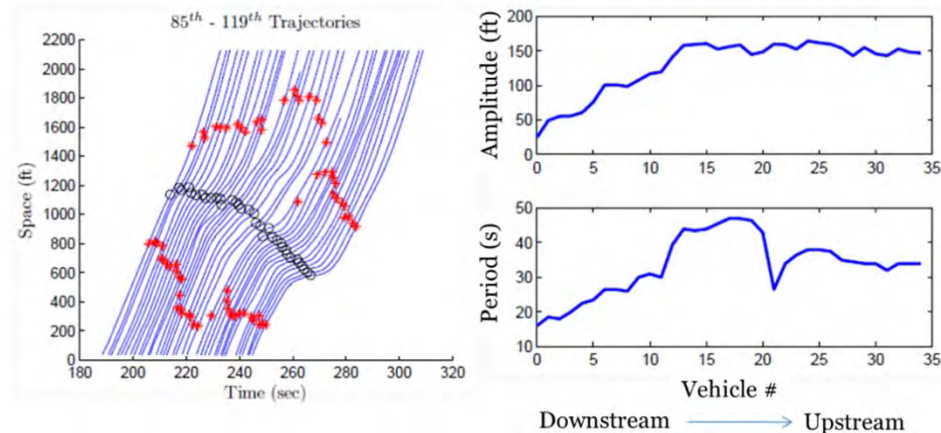 85th - 119th Trajectories
2200
2000
1800
1600
1400
1200
1000
800
600
400
200
0
Space (ft)
180 200 220 240 260 280 300 320
Time (sec)
200
150
100
50
0
Amplitude (ft)
0 5 10 15 20 25 30 35
50
40
30
20
10
Period (s)
0 5 10 15 20 25 30 35
Vehicle #
Downstream Upstream